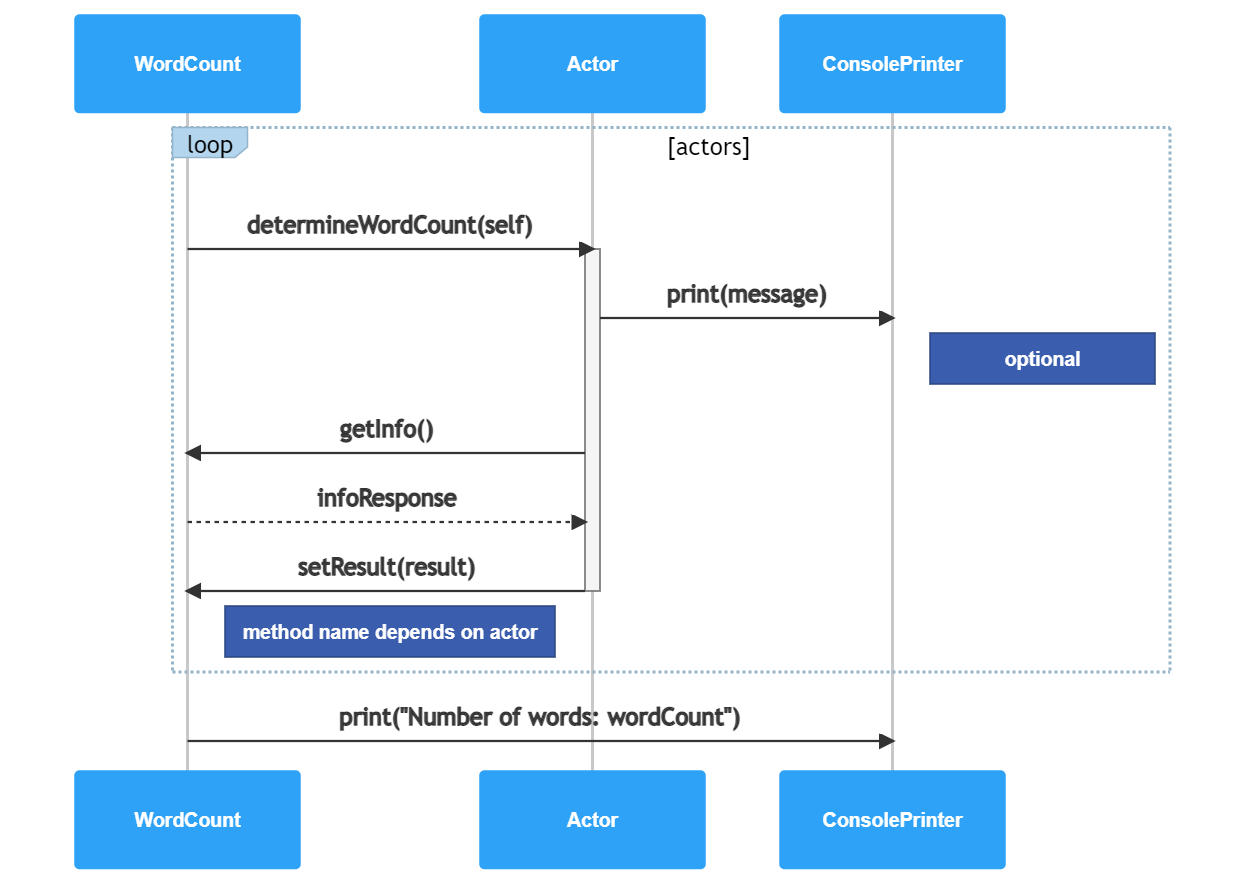 WordCount
Actor
ConsolePrinter
loop
[actors]
determineWordCount(self)
print(message)
optional
getInfo()
infoResponse
setResult(result)
method name depends on actor
print("Number of words: wordCount")
WordCount
Actor
ConsolePrinter